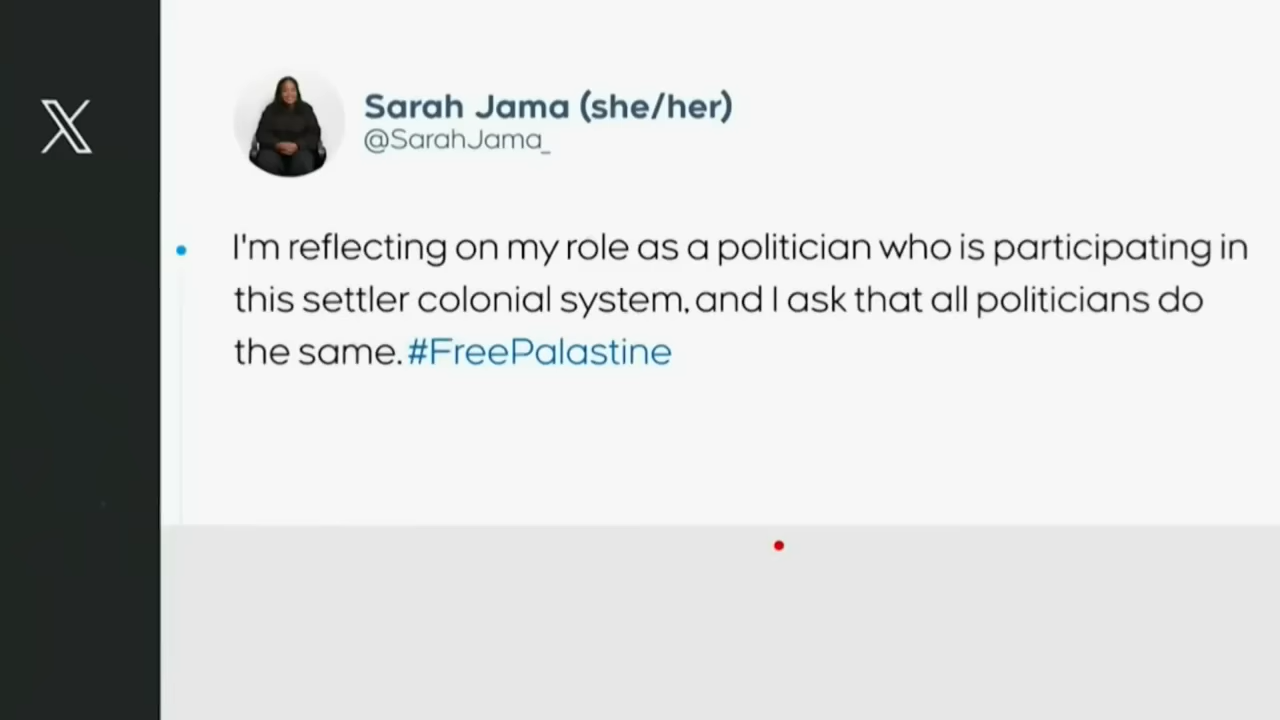 Sarah Jama (she/her)
@SarahJama_
I'm reflecting on my role as a politician who is participating in
this settler colonial system, and I ask that all politicians do
the same. #FreePalastine